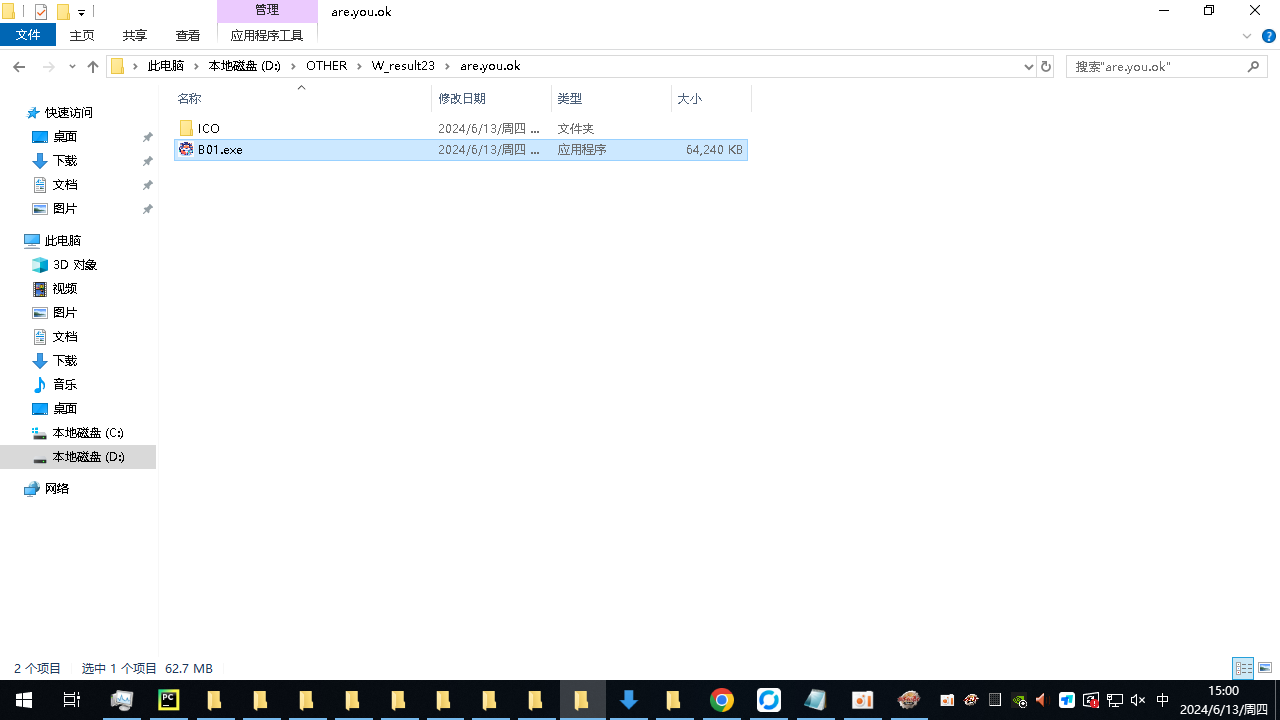 管理
are.you.ok
文件
主页
共享
查看
应用程序工具
此电脑
本地磁盘 (D:)
OTHER
W_result23
are.you.ok
搜索"are.you.ok"
名称
修改日期
类型
大小
ICO
2024/6/13/周四 ...
文件夹
B01.exe
2024/6/13/周四 ...
应用程序
64,240 KB
快速访问
桌面
下载
文档
图片
此电脑
3D 对象
视频
图片
文档
下载
音乐
桌面
本地磁盘 (C:)
本地磁盘 (D:)
网络
2 个项目
选中 1 个项目
62.7 MB
PC
中
15:00
2024/6/13/周四